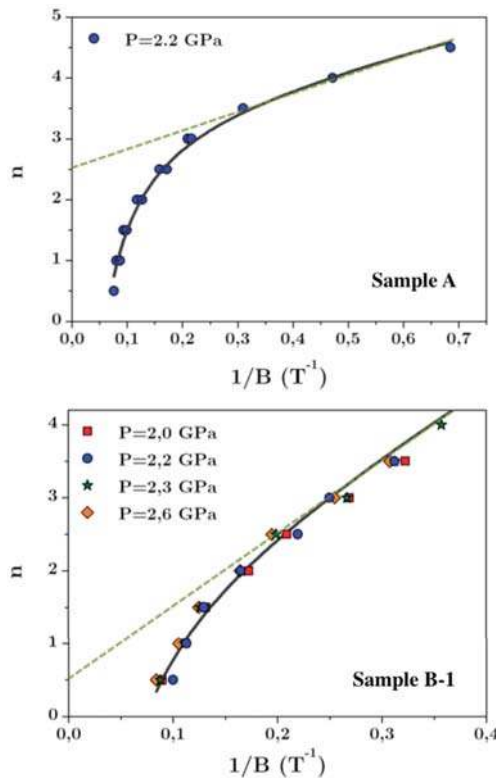 5
P=2.2 GPa
4
3
n
2
1
Sample A
0
0,0 0,1 0,2 0,3 0,4 0,5 0,6 0,7
1/B (T⁻¹)
4
P=2,0 GPa
P=2,2 GPa
P=2,3 GPa
3
P=2,6 GPa
n
2
1
Sample B-1
0
0,0 0,1 0,2 0,3 0,4
1/B (T⁻¹)